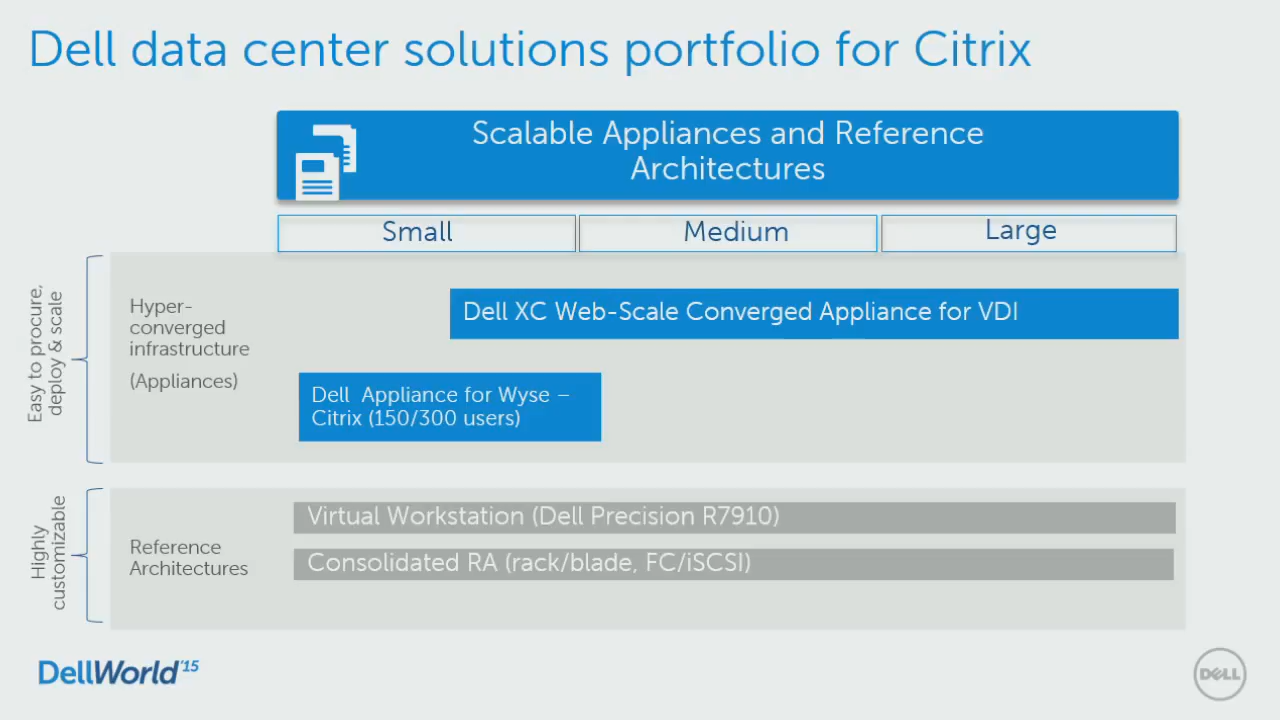 Dell data center solutions portfolio for Citrix
Scalable Appliances and Reference
Architectures
Small
Medium
Large
Easy to procure,
deploy & scale
Hyper-
converged
infrastructure
(Appliances)
Dell XC Web-Scale Converged Appliance for VDI
Dell Appliance for Wyse –
Citrix (150/300 users)
Highly
customizable
Reference
Architectures
Virtual Workstation (Dell Precision R7910)
Consolidated RA (rack/blade, FC/iSCSI)
DellWorld'15
DELL